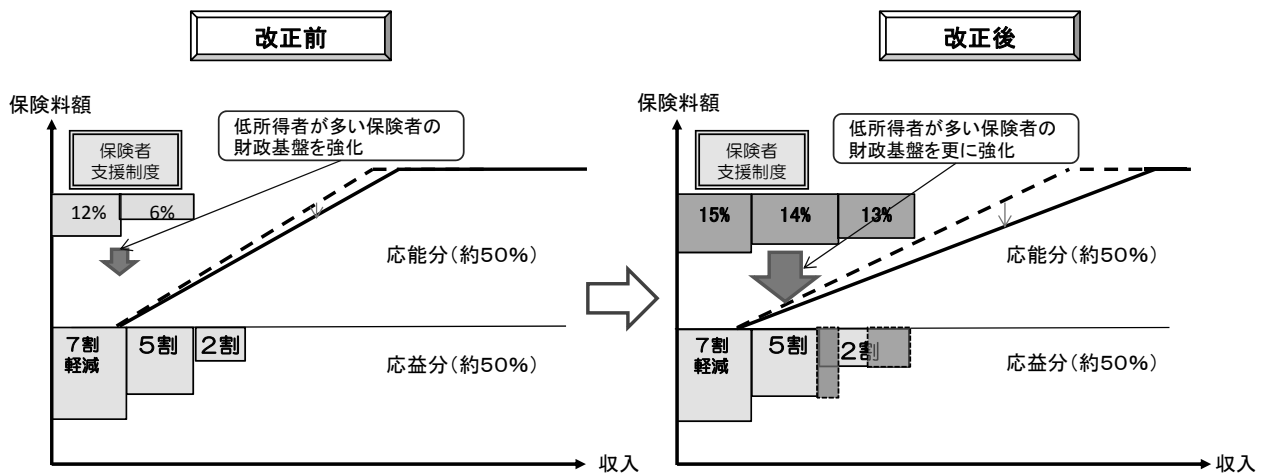 改正前
保険料額
低所得者が多い保険者の
財政基盤を強化
保険者
支援制度
12%
6%
応能分(約50%)
7割
軽減
5割
2割
応益分(約50%)
収入
改正後
保険料額
低所得者が多い保険者の
財政基盤を更に強化
保険者
支援制度
15%
14%
13%
応能分(約50%)
7割
軽減
5割
2割
応益分(約50%)
収入